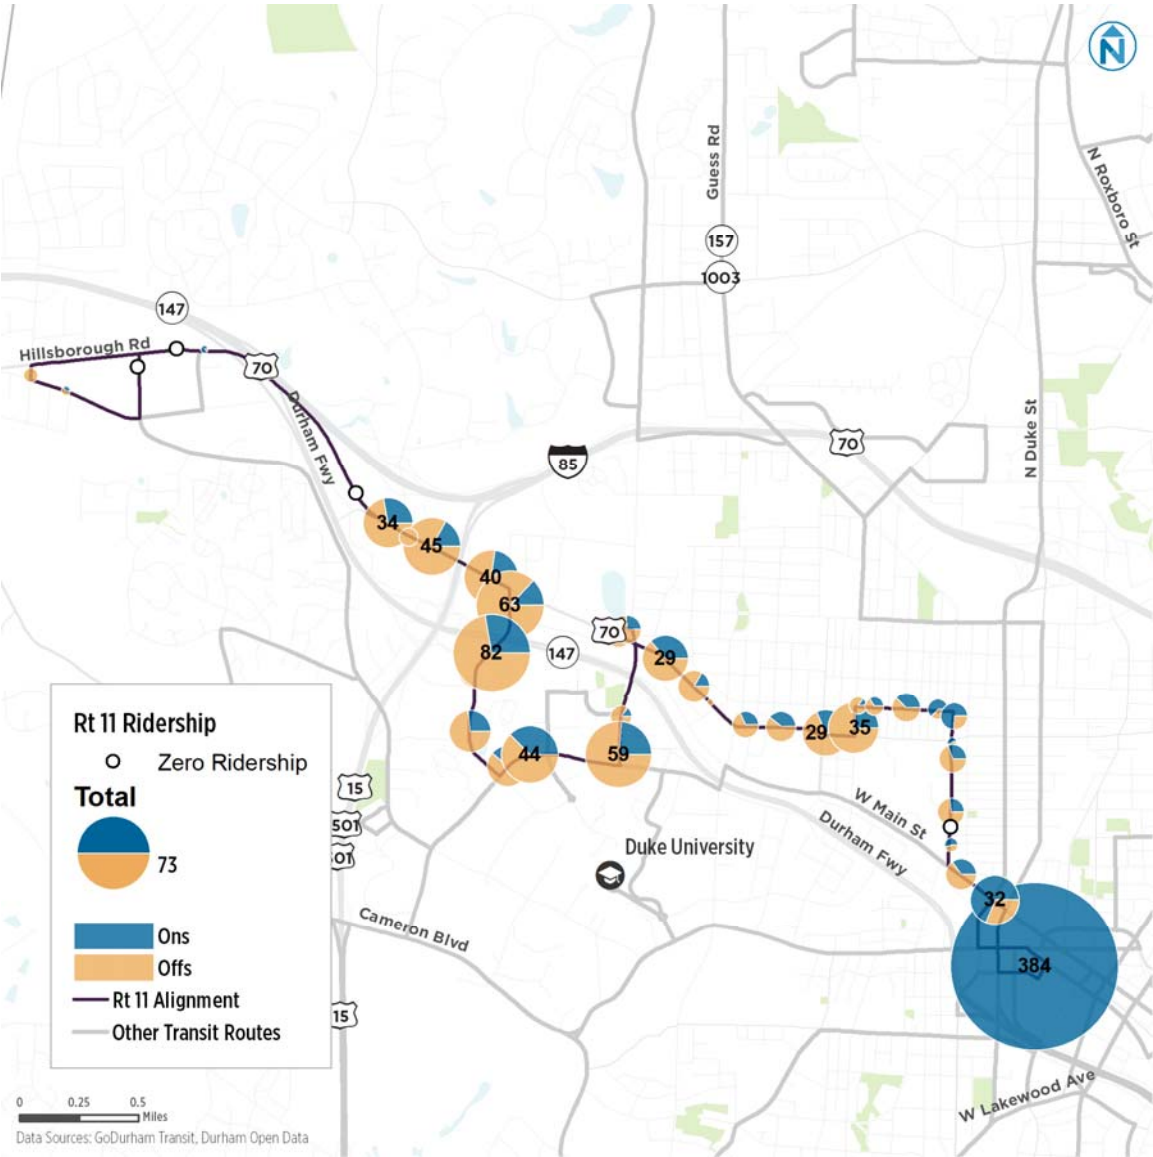 N
Guess Rd
N Roxboro St
157
1003
147
Hillsborough Rd
70
Durham Fwy
N Duke St
70
85
34
45
40
63
82
147
70
29
29
35
44
59
Rt 11 Ridership
Zero Ridership
Total
73
Ons
Offs
Rt 11 Alignment
Other Transit Routes
15
501
501
15
W Main St
Durham Fwy
Duke University
Cameron Blvd
32
384
W Lakewood Ave
0 0.25 0.5
Miles
Data Sources: GoDurham Transit, Durham Open Data